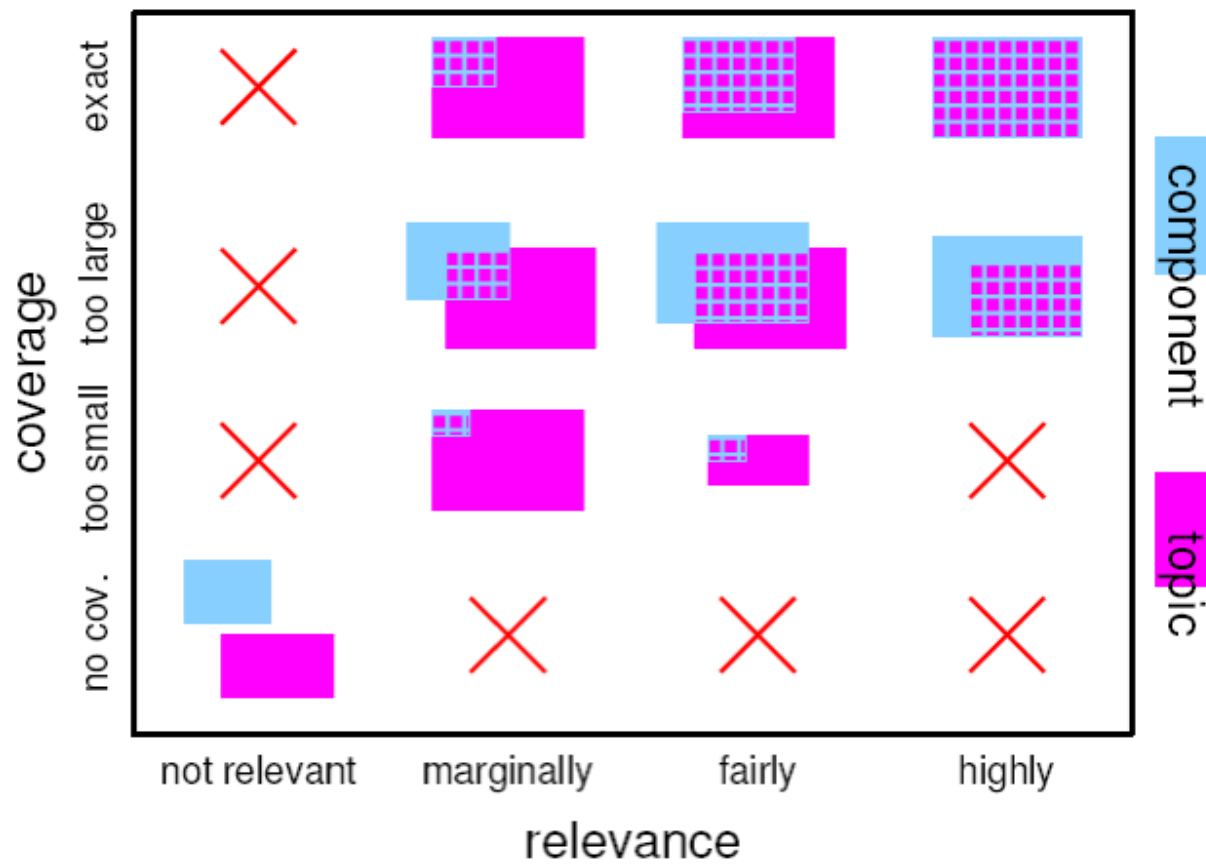 exact
too large
too small
no cov.
coverage
not relevant
marginally
fairly
highly
relevance
component
topic